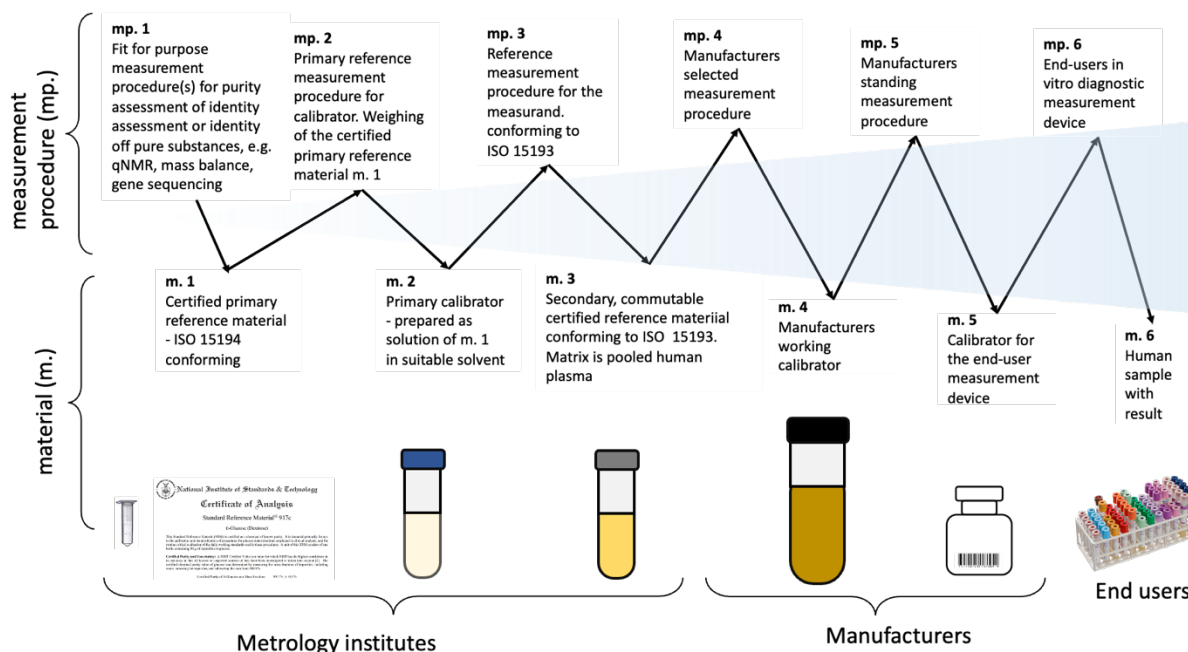 measurement
procedure (mp.)
mp. 1
Fit for purpose
measurement
procedure(s) for purity
assessment of identity
assessment or identity
off pure substances, e.g.
qNMR, mass balance,
gene sequencing
mp. 2
Primary reference
measurement
procedure for
calibrator. Weighing
of the certified
primary reference
material m. 1
mp. 3
Reference
measurement
procedure for the
measurand.
conforming to
ISO 15193
mp. 4
Manufacturers
selected
measurement
procedure
mp. 5
Manufacturers
standing
measurement
procedure
mp. 6
End-users in
vitro diagnostic
measurement
device
material (m.)
m. 1
Certified primary
reference material
- ISO 15194
conforming
m. 2
Primary calibrator
- prepared as
solution of m. 1
in suitable solvent
m. 3
Secondary, commutable
certified reference materiial
conforming to ISO 15193.
Matrix is pooled human
plasma
m. 4
Manufacturers
working
calibrator
m. 5
Calibrator for
the end-user
measurement
device
m. 6
Human
sample
with
result
National Institute of Standards & Technology
Certificate of Analysis
Standard Reference Material® 917c
D-Glucose (Dextrose)
Metrology institutes
Manufacturers
End users